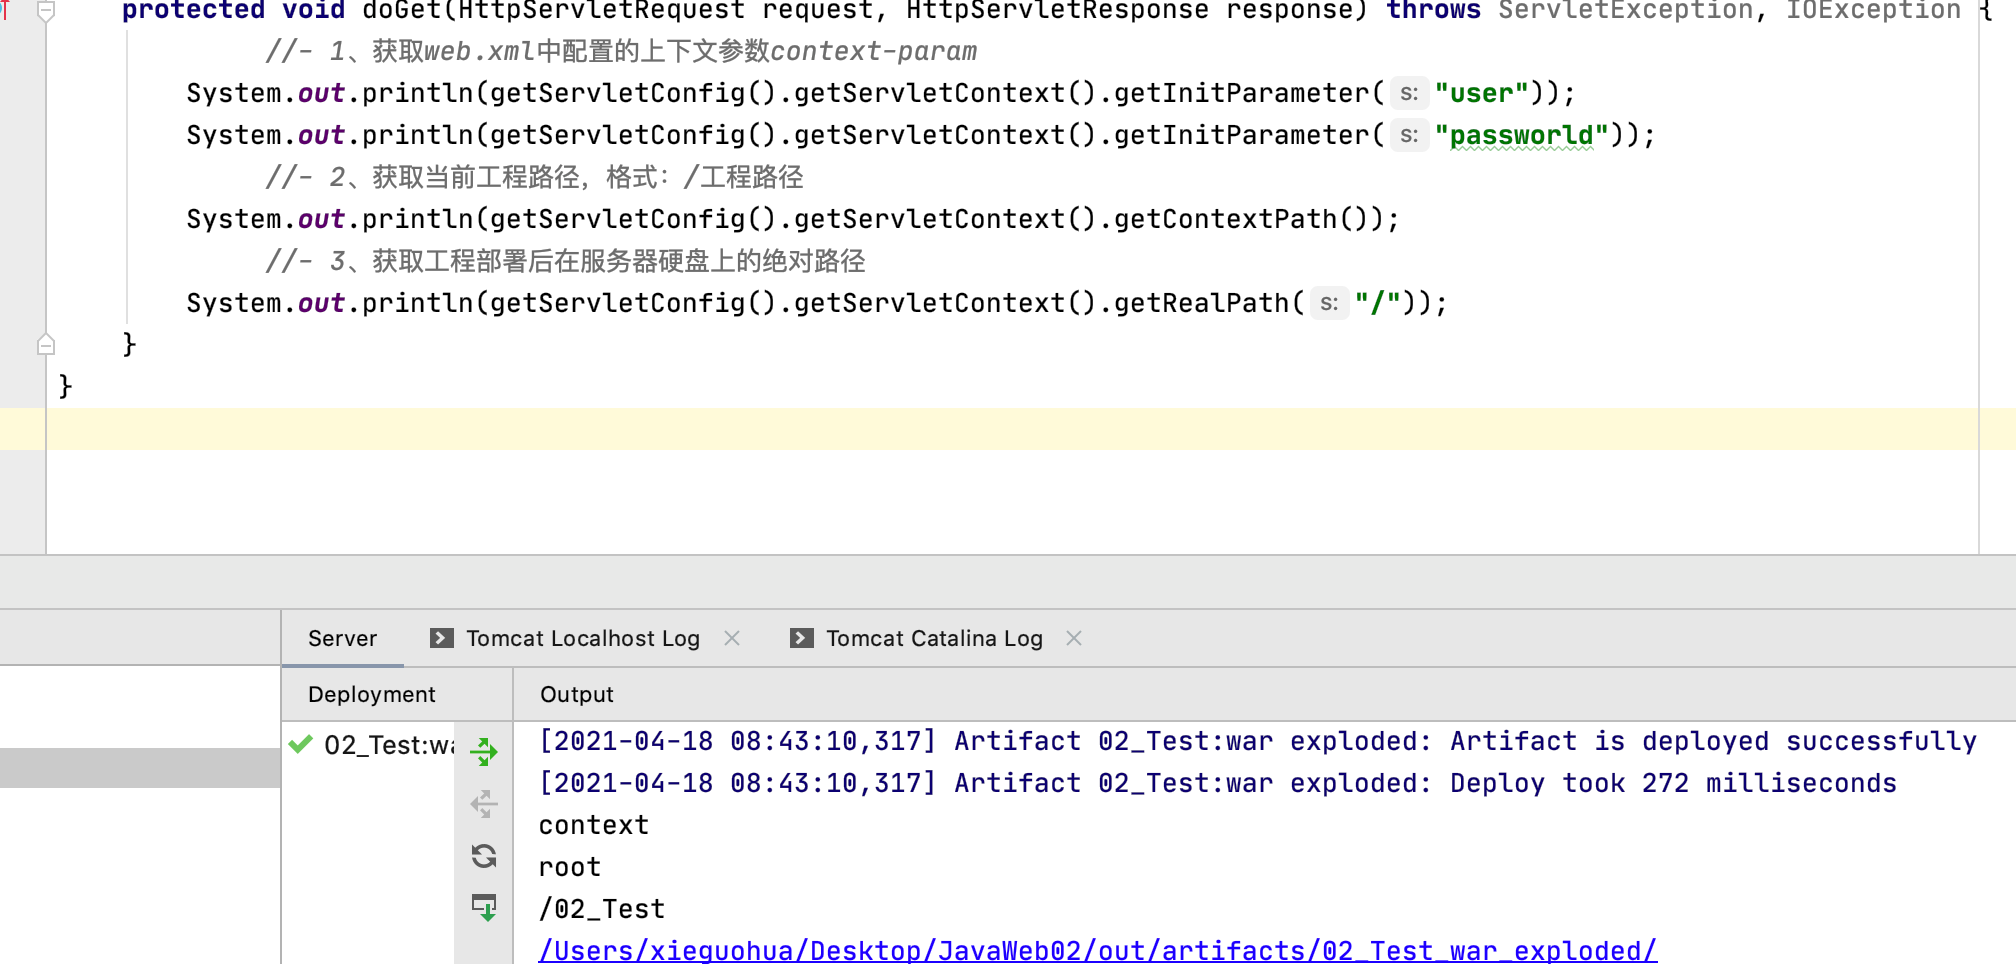 protected void doGet(HttpServletRequest request, HttpServletResponse response) throws ServletException, IOException {
//- 1、获取web.xml中配置的上下文参数context-param
System.out.println(getServletConfig().getServletContext().getInitParameter( s: "user"));
System.out.println(getServletConfig().getServletContext().getInitParameter( s: "passworld"));
//- 2、获取当前工程路径，格式：/工程路径
System.out.println(getServletConfig().getServletContext().getContextPath());
//- 3、获取工程部署后在服务器硬盘上的绝对路径
System.out.println(getServletConfig().getServletContext().getRealPath( s: "/"));
}
}
Server Tomcat Localhost Log Tomcat Catalina Log
Deployment Output
02_Test:wa
[2021-04-18 08:43:10,317] Artifact 02_Test:war exploded: Artifact is deployed successfully
[2021-04-18 08:43:10,317] Artifact 02_Test:war exploded: Deploy took 272 milliseconds
context
root
/02_Test
/Users/xieguohua/Desktop/JavaWeb02/out/artifacts/02_Test_war_exploded/